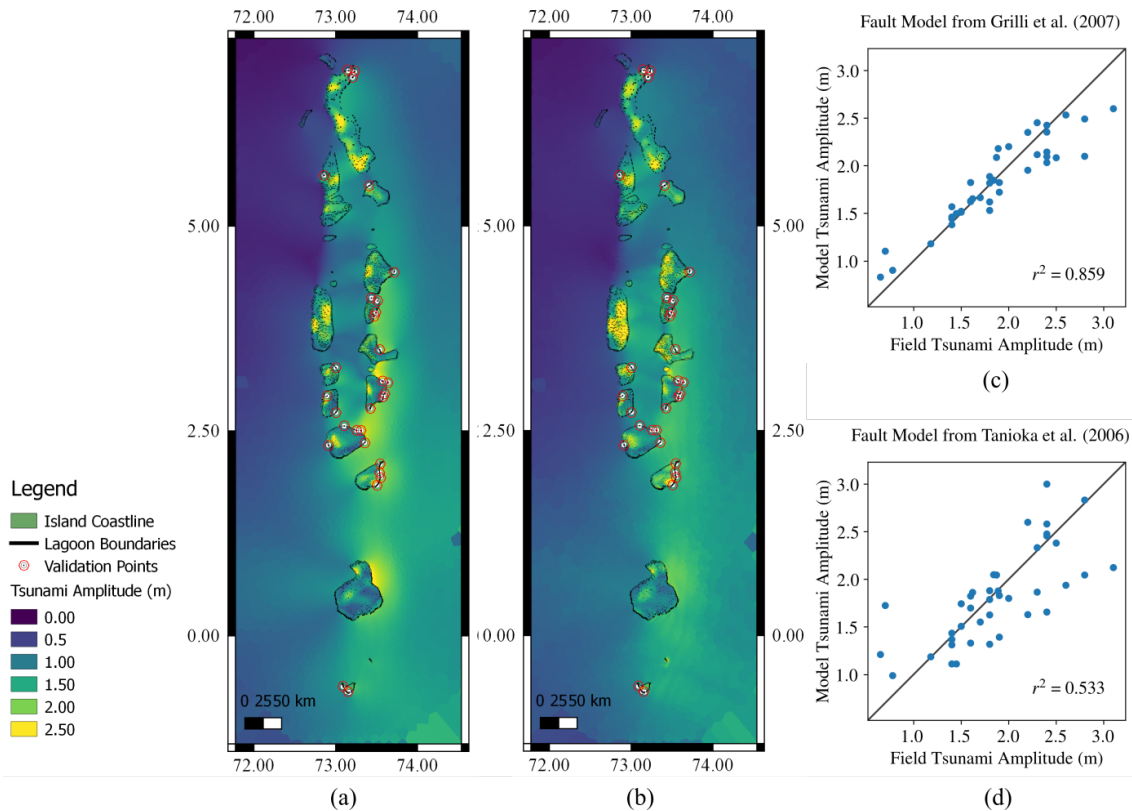 72.00 73.00 74.00
72.00 73.00 74.00
5.00
2.50
0.00
5.00
2.50
0.00
5.00
2.50
0.00
0 2550 km
0 2550 km
72.00 73.00 74.00
72.00 73.00 74.00
(a)
(b)
Legend
Island Coastline
Lagoon Boundaries
Validation Points
Tsunami Amplitude (m)
0.00
0.5
1.00
1.50
2.00
2.50
Fault Model from Grilli et al. (2007)
Model Tsunami Amplitude (m)
3.0
2.5
2.0
1.5
1.0
r² = 0.859
1.0 1.5 2.0 2.5 3.0
Field Tsunami Amplitude (m)
(c)
Fault Model from Tanioka et al. (2006)
Model Tsunami Amplitude (m)
3.0
2.5
2.0
1.5
1.0
r² = 0.533
1.0 1.5 2.0 2.5 3.0
Field Tsunami Amplitude (m)
(d)